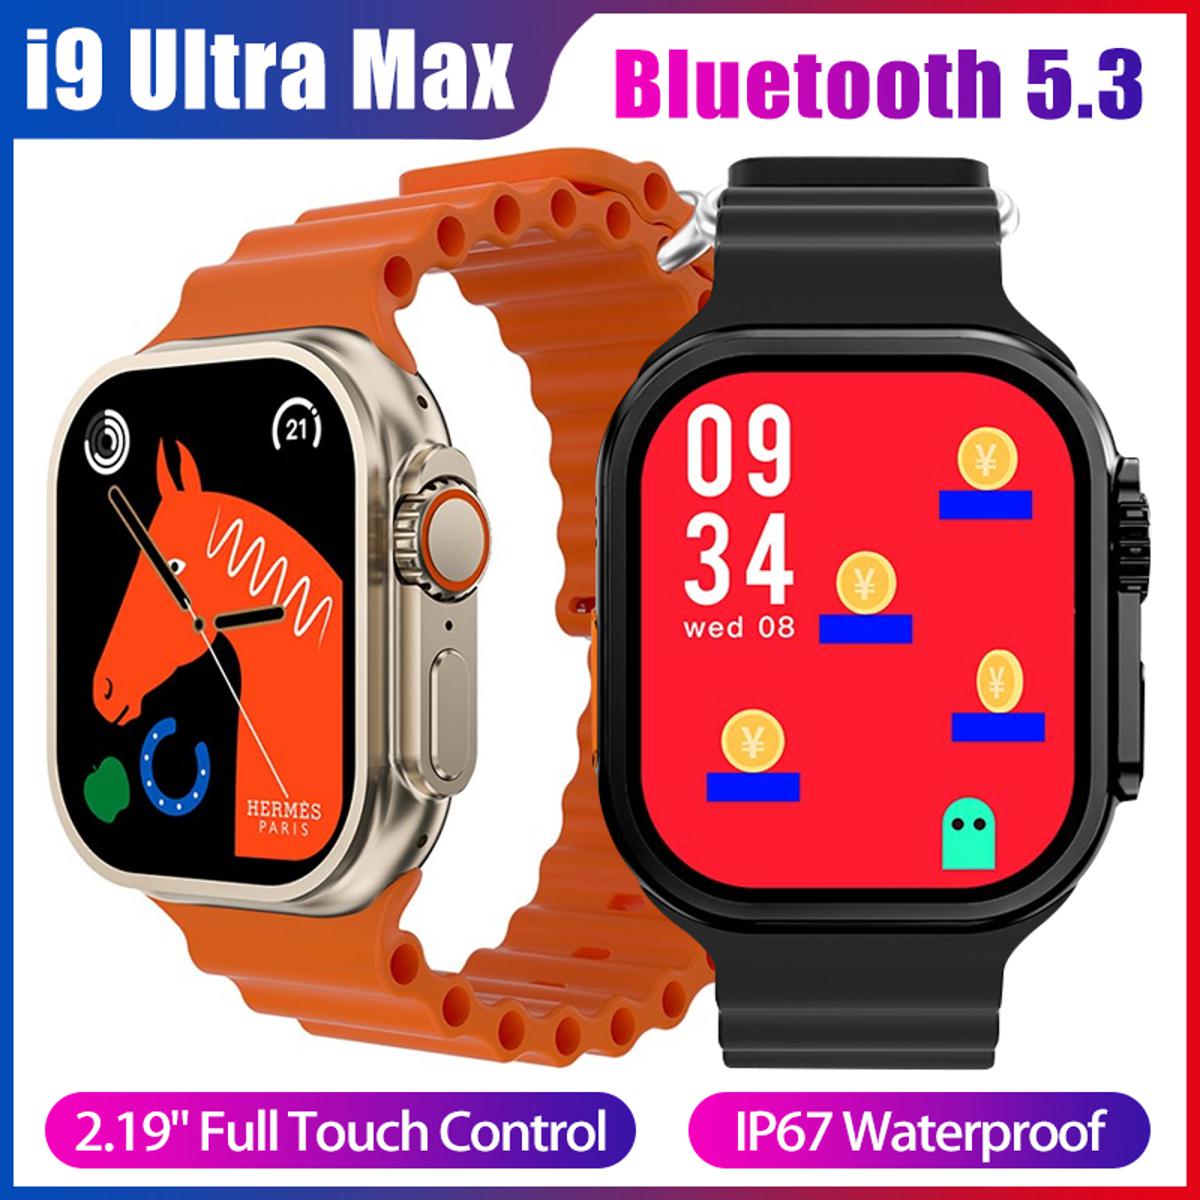 i9 Ultra Max
Bluetooth 5.3
21
HERMÈS
PARIS
09
34
wed 08
¥
¥
¥
¥
2.19" Full Touch Control
IP67 Waterproof